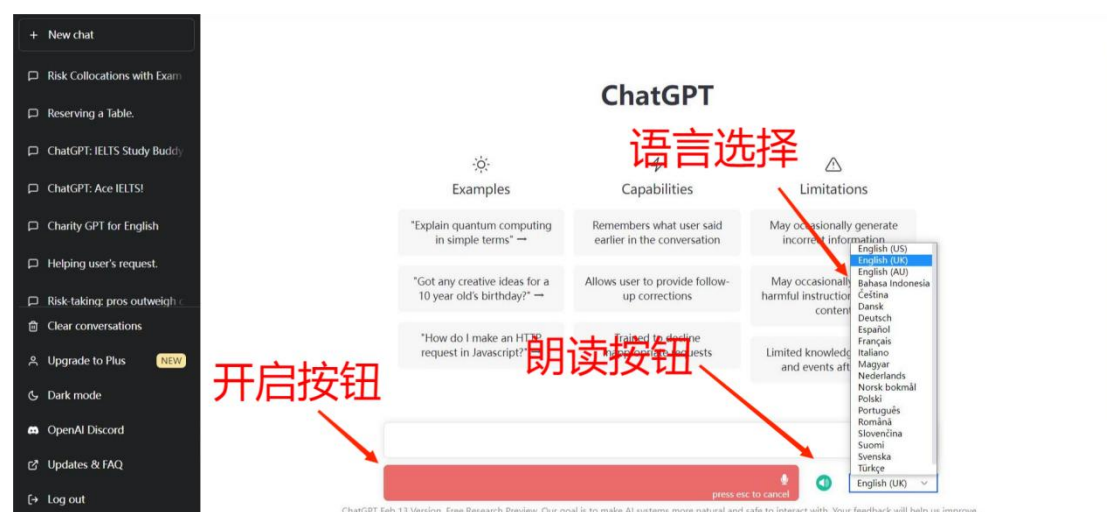 + New chat
Risk Collocations with Exam
Reserving a Table.
ChatGPT: IELTS Study Buddy
ChatGPT: Ace IELTS!
Charity GPT for English
Helping user's request.
Risk-taking: pros outweigh c
Clear conversations
Upgrade to Plus NEW
Dark mode
OpenAI Discord
Updates & FAQ
Log out
ChatGPT
语言选择
Examples
"Explain quantum computing
in simple terms" →
"Got any creative ideas for a
10 year old's birthday?" →
"How do I make an HTTP
request in Javascript?"
Capabilities
Remembers what user said
earlier in the conversation
Allows user to provide follow-
up corrections
Trained to decline
inappropriate requests
Limitations
May occasionally generate
incorrect information
May occasionally
harmful instruction
content
Limited knowledg
and events aft
English (US)
English (UK)
English (AU)
Bahasa Indonesia
Čeština
Dansk
Deutsch
Español
Français
Italiano
Magyar
Nederlands
Norsk bokmål
Polski
Português
Română
Slovenčina
Suomi
Svenska
Türkçe
朗读按钮
开启按钮
press esc to cancel
English (UK)
ChatGPT Feb 13 Version. Free Research Preview. Our goal is to make AI systems more natural and safe to interact with. Your feedback will help us improve.